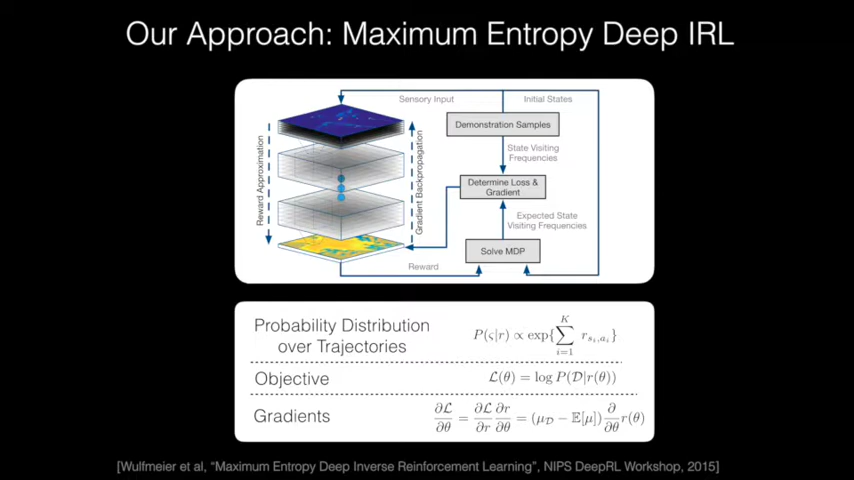 Our Approach: Maximum Entropy Deep IRL
Sensory Input
Initial States
Demonstration Samples
State Visiting
Frequencies
Determine Loss &
Gradient
Expected State
Visiting Frequencies
Solve MDP
Reward
Reward Approximation
Gradient Backpropagation
Probability Distribution
over Trajectories
P(ς|r) ∝ exp{∑_{i=1}^{K} r_{s_i,a_i}}
Objective
ℒ(θ) = log P(𝒟|r(θ))
Gradients
∂ℒ/∂θ = ∂ℒ/∂r ∂r/∂θ = (μ_𝒟 − 𝔼[μ]) ∂/∂θ r(θ)
[Wulfmeier et al, “Maximum Entropy Deep Inverse Reinforcement Learning”, NIPS DeepRL Workshop, 2015]